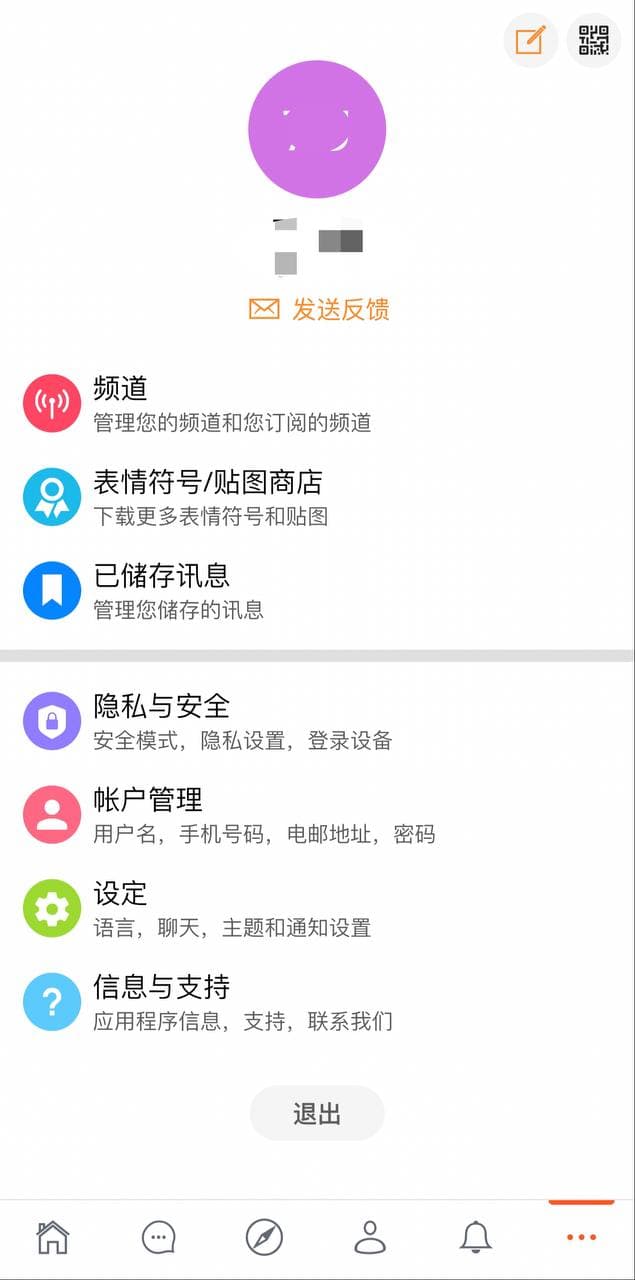 发送反馈
频道
管理您的频道和您订阅的频道
表情符号/贴图商店
下载更多表情符号和贴图
已储存讯息
管理您储存的讯息
隐私与安全
安全模式，隐私设置，登录设备
帐户管理
用户名，手机号码，电邮地址，密码
设定
语言，聊天，主题和通知设置
信息与支持
应用程序信息，支持，联系我们
退出